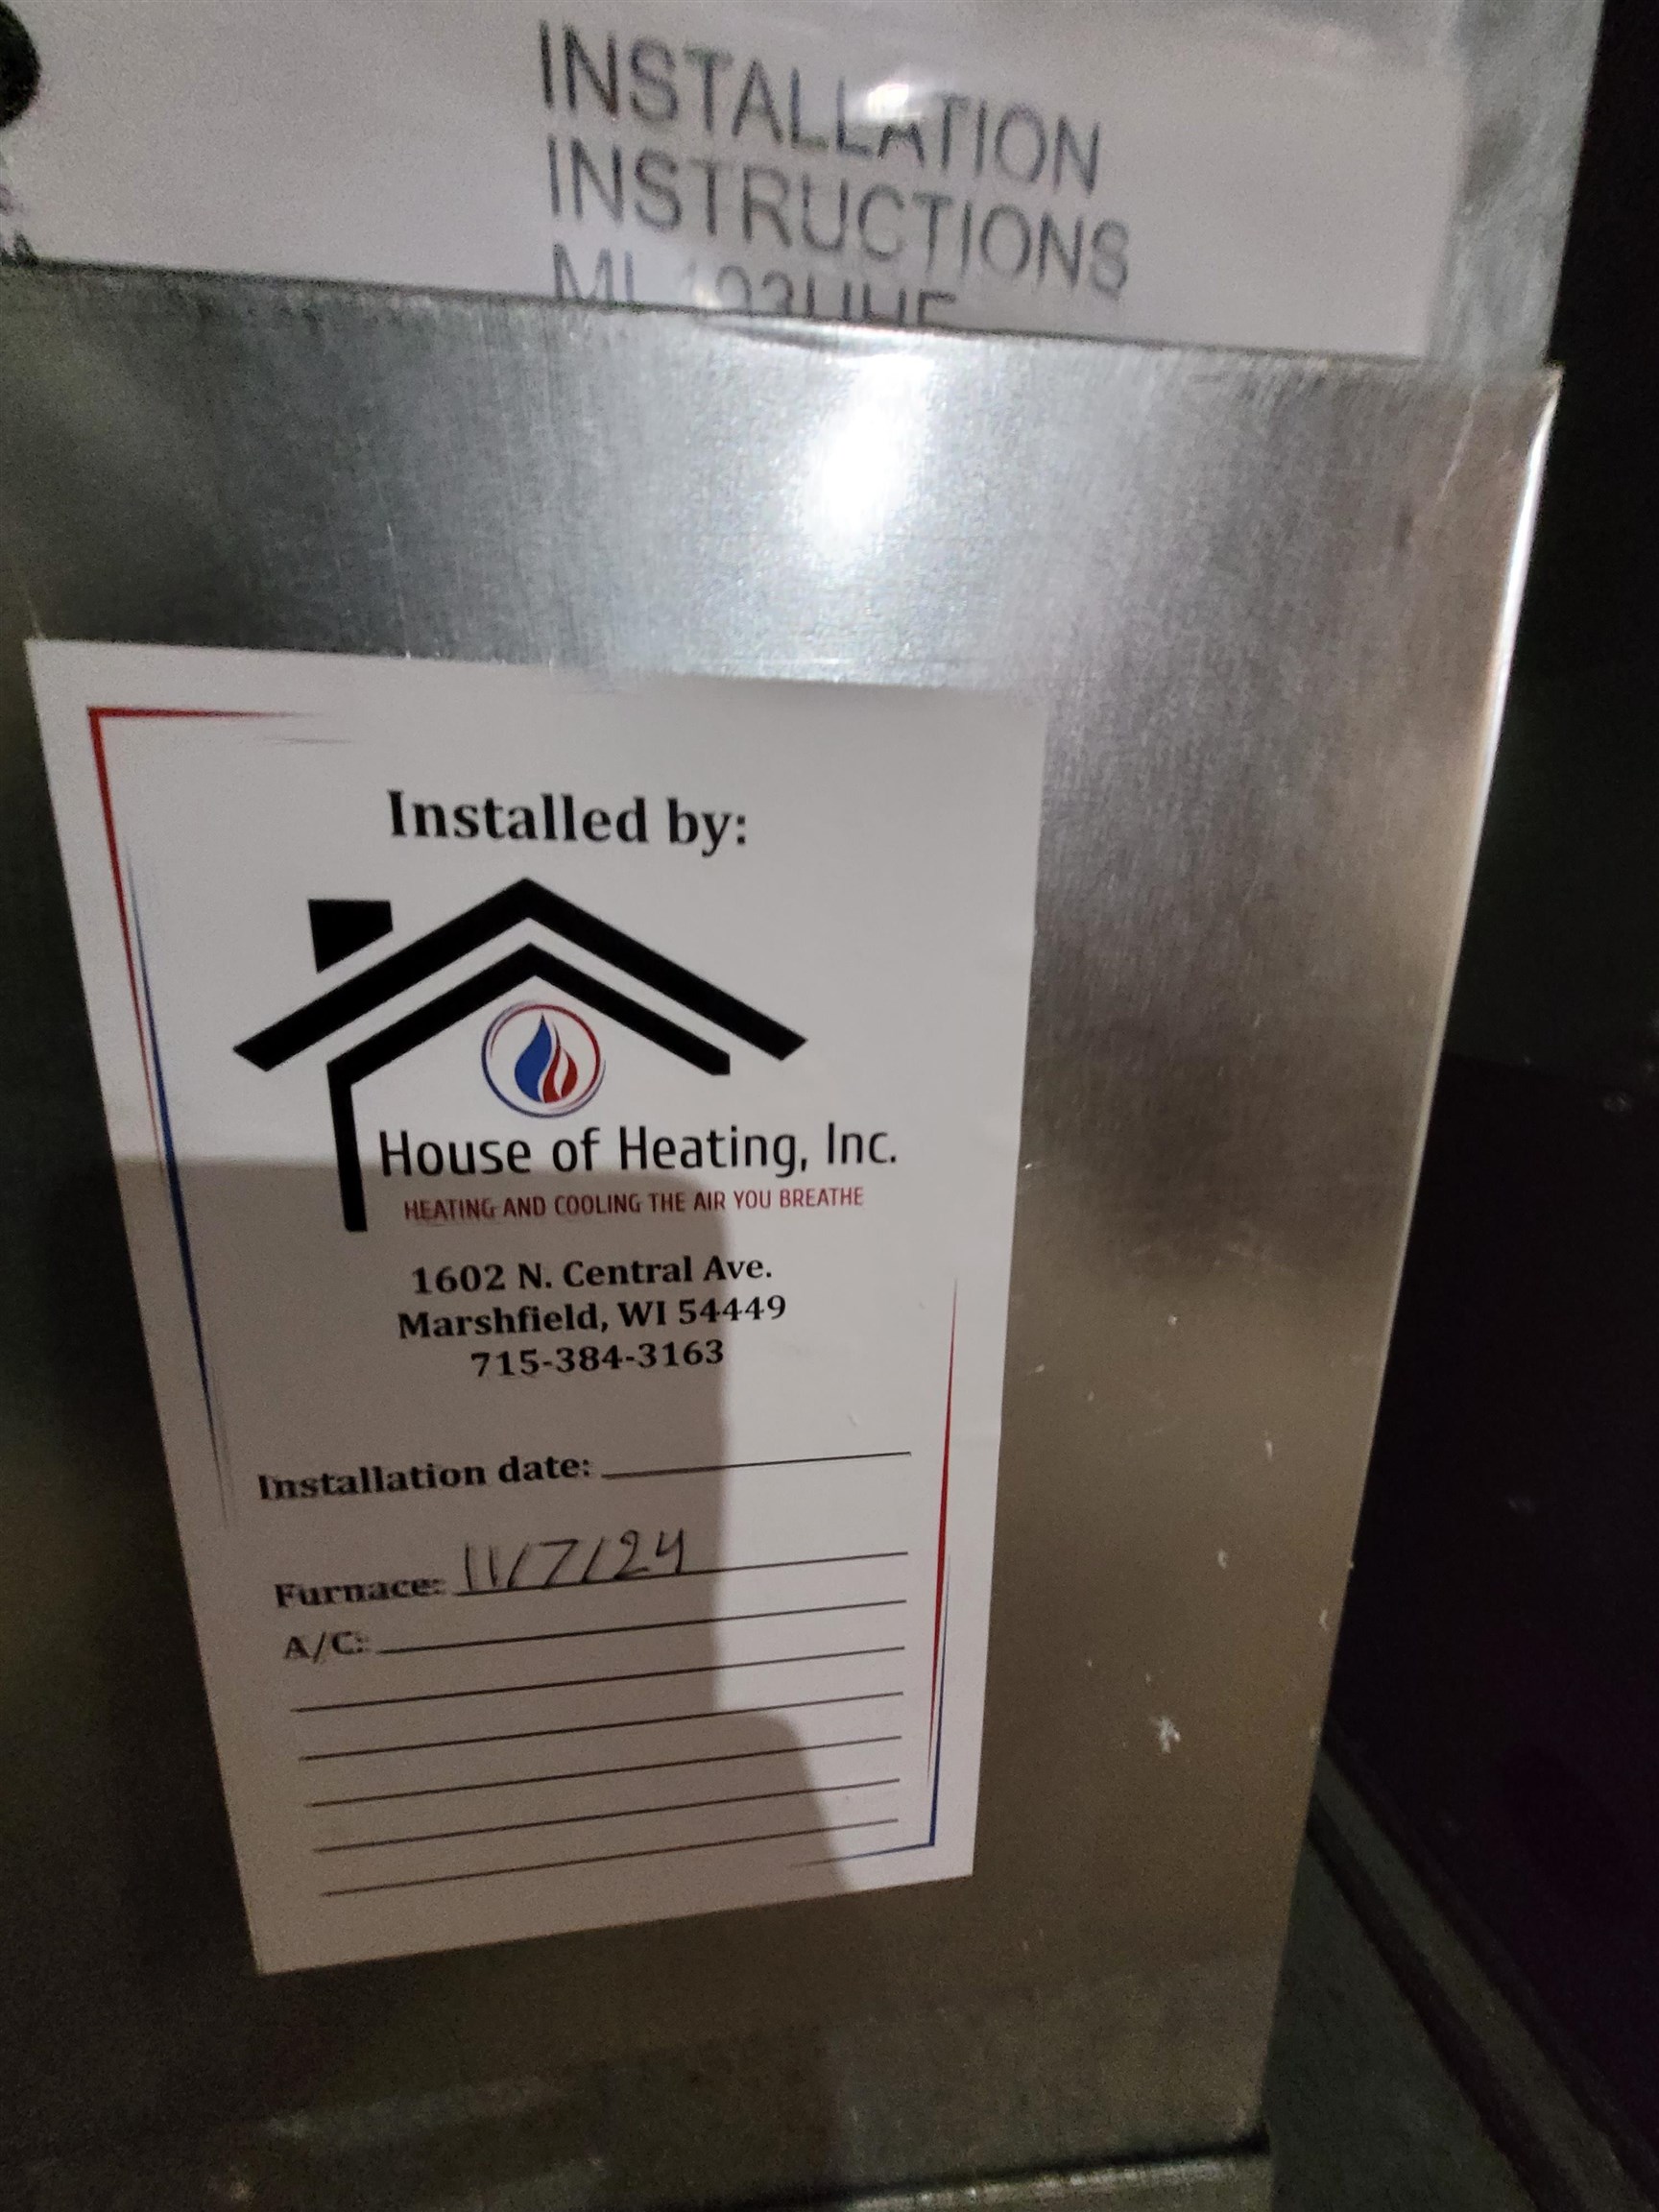 INSTALLATION
INSTRUCTIONS
Installed by:
House of Heating, Inc.
HEATING AND COOLING THE AIR YOU BREATHE
1602 N. Central Ave.
Marshfield, WI 54449
715-384-3163
Installation date:
Furnace: 11/7/24
A/C: